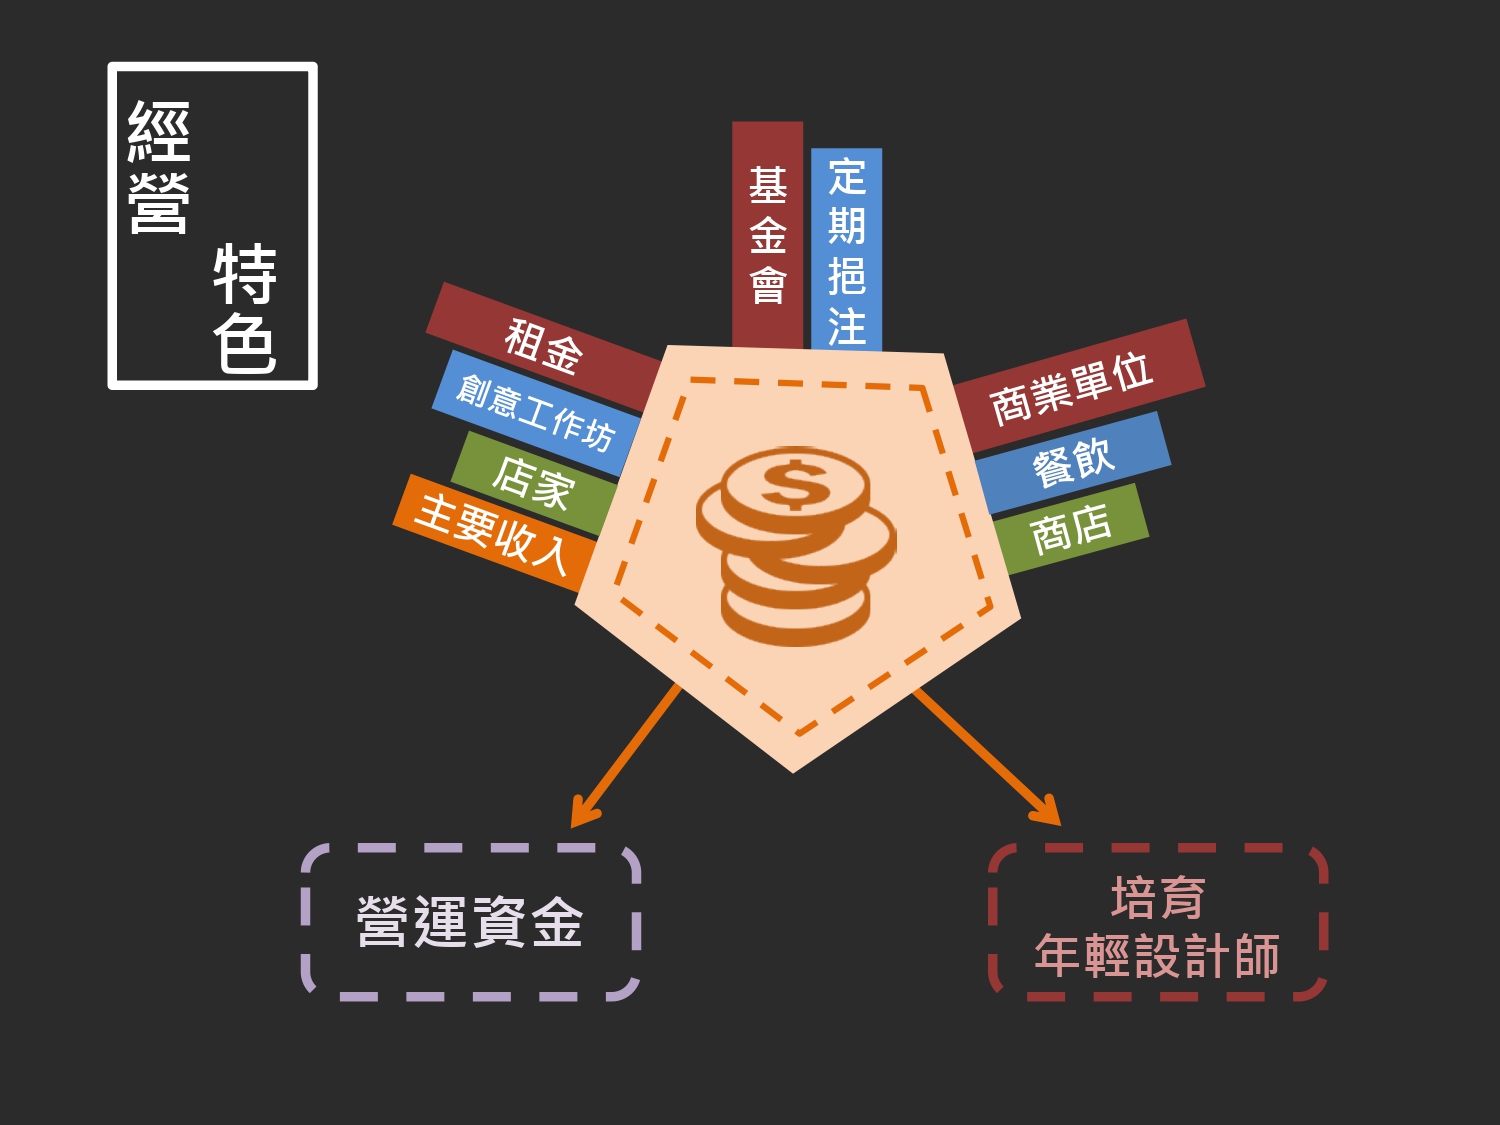 經營
特色
基金會
定期挹注
租金
創意工作坊
店家
主要收入
商業單位
餐飲
商店
$
營運資金
培育
年輕設計師